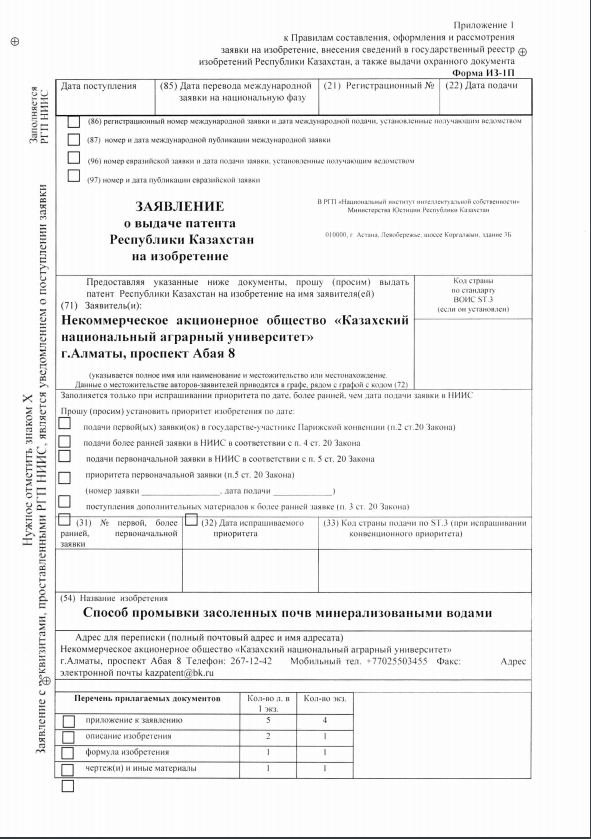 Приложение 1
к Правилам составления, оформления и рассмотрения
заявки на изобретение, внесения сведений в государственный реестр
изобретений Республики Казахстан, а также выдачи охранного документа
Форма ИЗ-1П
Заполняется
РГП НИИС
Дата поступления
(85) Дата перевода международной
заявки на национальную фазу
(21) Регистрационный №
(22) Дата подачи
(86) регистрационный номер международной заявки и дата международной подачи, установленные получающим ведомством
(87) номер и дата международной публикации международной заявки
(96) номер евразийской заявки и дата подачи заявки, установленные получающим ведомством
(97) номер и дата публикации евразийской заявки
ЗАЯВЛЕНИЕ
о выдаче патента
Республики Казахстан
на изобретение
В РГП «Национальный институт интеллектуальной собственности»
Министерства Юстиции Республики Казахстан
010000, г. Астана, Левобережье, шоссе Коргалжын, здание 3Б
Нужное отметить знаком Х
Заявление с реквизитами, проставленными РГП НИИС, является уведомлением о поступлении заявки
Предоставляя указанные ниже документы, прошу (просим) выдать
патент Республики Казахстан на изобретение на имя заявителя(ей)
(71) Заявитель(и):
Некоммерческое акционерное общество «Казахский
национальный аграрный университет»
г.Алматы, проспект Абая 8
(указывается полное имя или наименование и местожительство или местонахождение.
Данные о местожительстве авторов-заявителей приводятся в графе, рядом с графой с кодом (72)
Код страны
по стандарту
ВОИС ST.3
(если он установлен)
Заполняется только при испрашивании приоритета по дате, более ранней, чем дата подачи заявки в НИИС
Прошу (просим) установить приоритет изобретения по дате:
подачи первой(ых) заявки(ок) в государстве-участнике Парижской конвенции (п.2 ст.20 Закона)
подачи более ранней заявки в НИИС в соответствии с п. 4 ст. 20 Закона
подачи первоначальной заявки в НИИС в соответствии с п. 5 ст. 20 Закона
приоритета первоначальной заявки (п.5 ст. 20 Закона)
(номер заявки __________________, дата подачи ______________)
поступления дополнительных материалов к более ранней заявке (п. 3 ст. 20 Закона)
(31) № первой, более
ранней, первоначальной
заявки
(32) Дата испрашиваемого
приоритета
(33) Код страны подачи по ST.3 (при испрашивании
конвенционного приоритета)
(54) Название изобретения
Способ промывки засоленных почв минерализоваными водами
Адрес для переписки (полный почтовый адрес и имя адресата)
Некоммерческое акционерное общество «Казахский национальный аграрный университет»
г.Алматы, проспект Абая 8 Телефон: 267-12-42 Мобильный тел. +77025503455 Факс: Адрес
электронной почты kazpatent@bk.ru
Перечень прилагаемых документов
Кол-во л. в
1 экз.
Кол-во экз.
приложение к заявлению 5 4
описание изобретения 2 1
формула изобретения 1 1
чертеж(и) и иные материалы 1 1